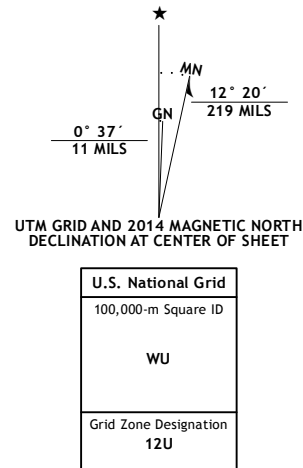 ★
MN
12° 20´
219 MILS
GN
0° 37´
11 MILS
UTM GRID AND 2014 MAGNETIC NORTH
DECLINATION AT CENTER OF SHEET
U.S. National Grid
100,000-m Square ID
WU
Grid Zone Designation
12U